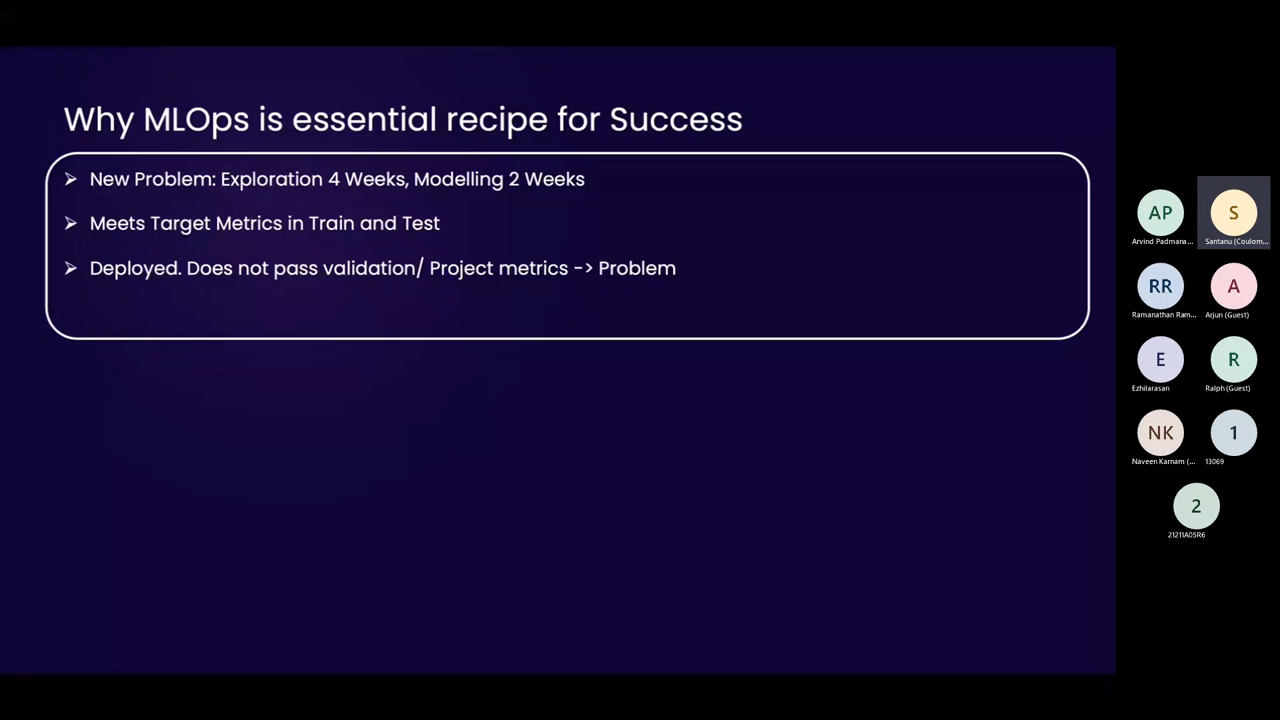 Why MLOps is essential recipe for Success
➢ New Problem: Exploration 4 Weeks, Modelling 2 Weeks
➢ Meets Target Metrics in Train and Test
➢ Deployed. Does not pass validation/ Project metrics -> Problem
AP
Arvind Padmana...
S
Santanu (Coulom...
RR
Ramanathan Ram...
A
Arjun (Guest)
E
Ezhilarasan
R
Ralph (Guest)
NK
Naveen Karnam (...
1
13069
2
21211A05R6